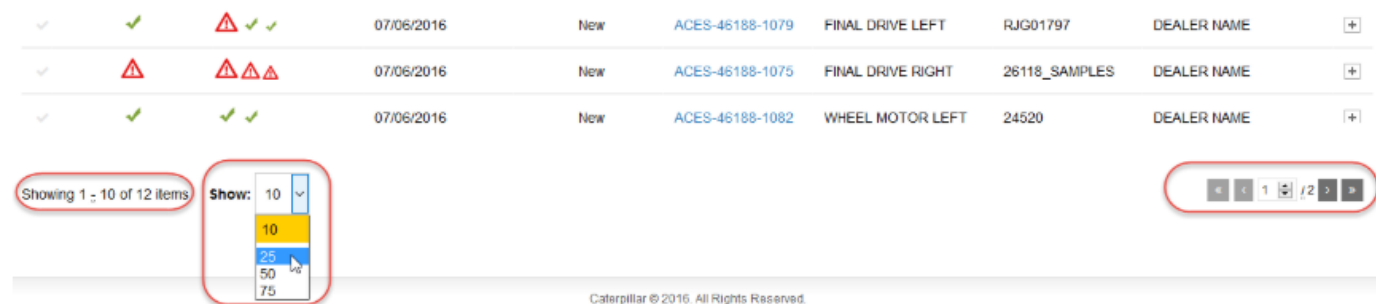 07/06/2016 New ACES-46188-1079 FINAL DRIVE LEFT RJG01797 DEALER NAME
07/06/2016 New ACES-46188-1075 FINAL DRIVE RIGHT 26118_SAMPLES DEALER NAME
07/06/2016 New ACES-46188-1082 WHEEL MOTOR LEFT 24520 DEALER NAME
Showing 1 - 10 of 12 items Show: 10 1 /2
10
25
50
75
Caterpillar © 2016. All Rights Reserved.